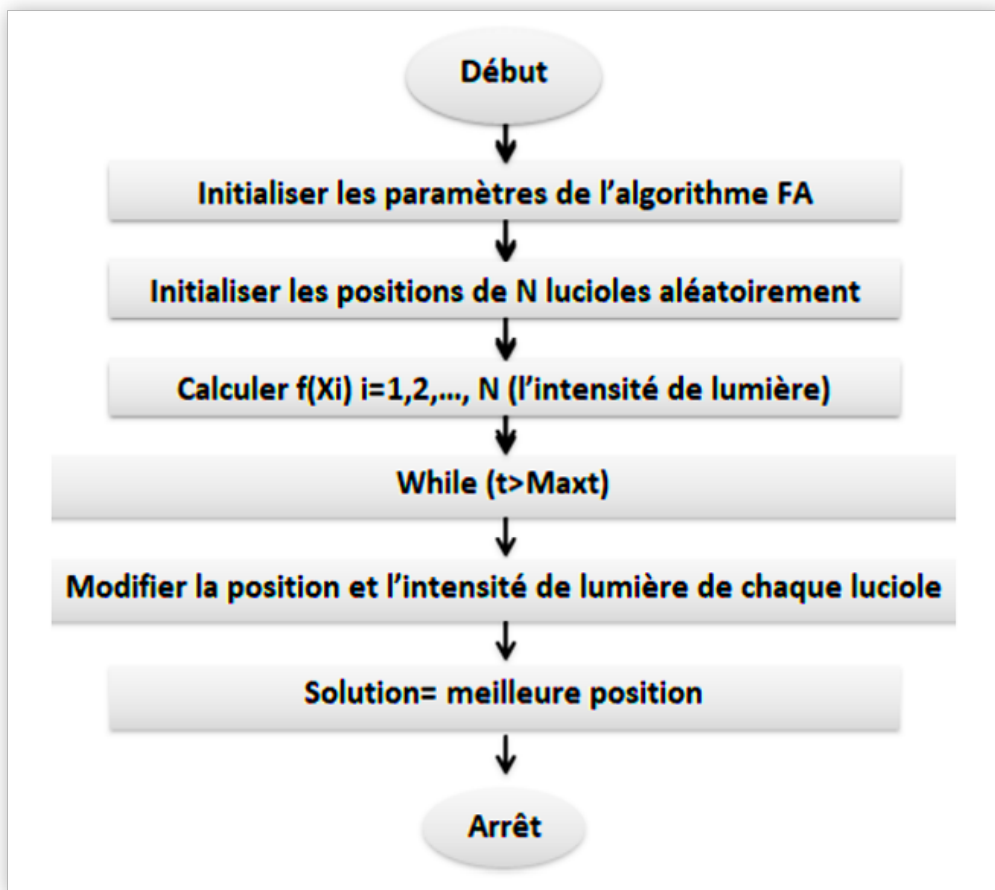 Début
Initialiser les paramètres de l’algorithme FA
Initialiser les positions de N lucioles aléatoirement
Calculer f(Xi) i=1,2,..., N (l’intensité de lumière)
While (t>Maxt)
Modifier la position et l’intensité de lumière de chaque luciole
Solution= meilleure position
Arrêt